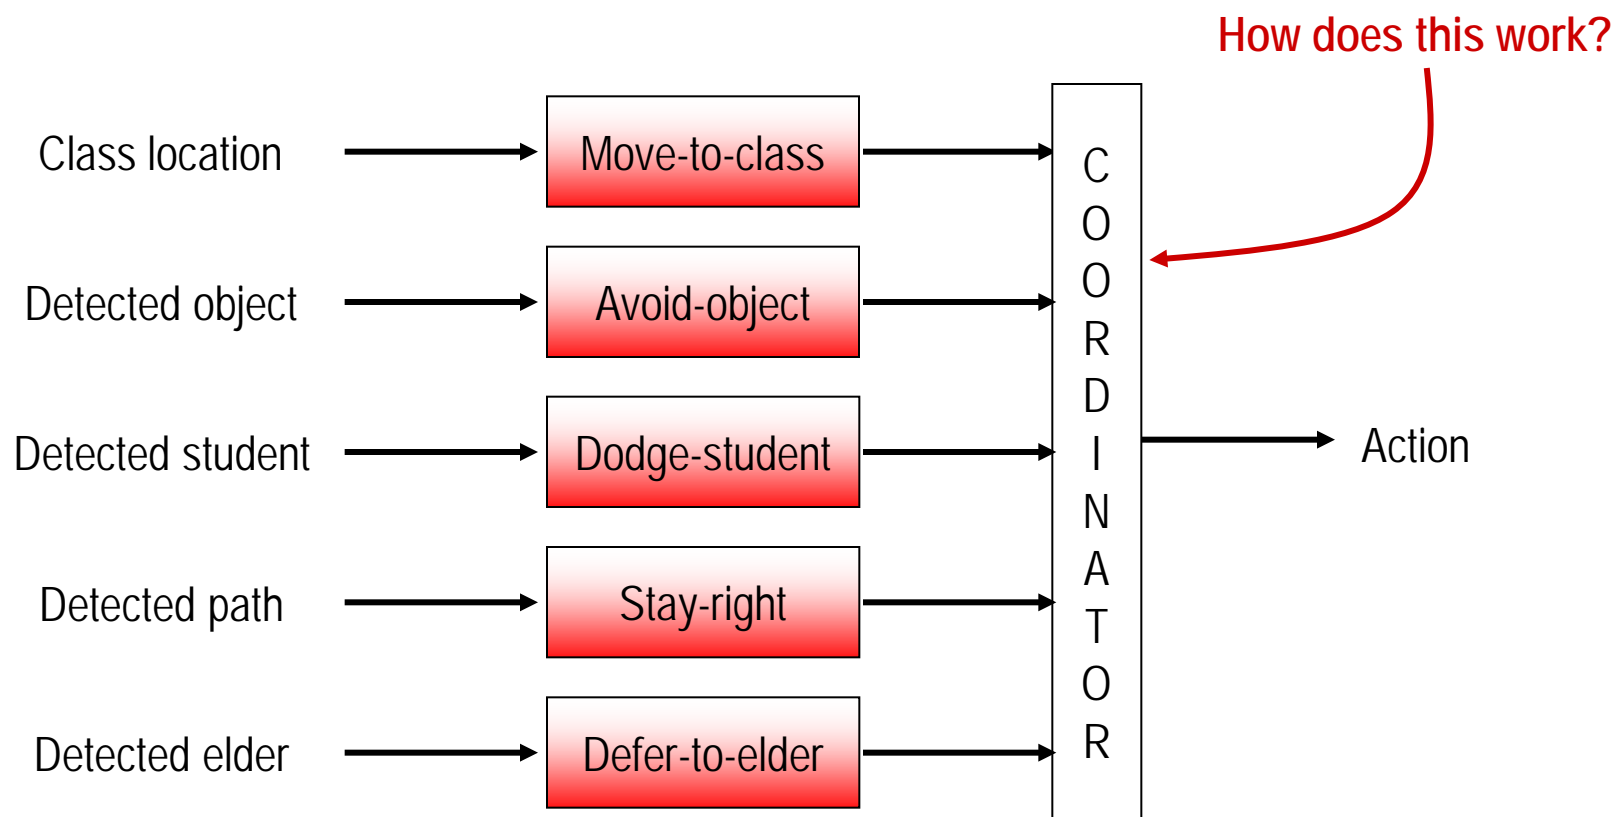 How does this work?
Class location
Move-to-class
Detected object
Avoid-object
Detected student
Dodge-student
Detected path
Stay-right
Detected elder
Defer-to-elder
C
O
O
R
D
I
N
A
T
O
R
Action